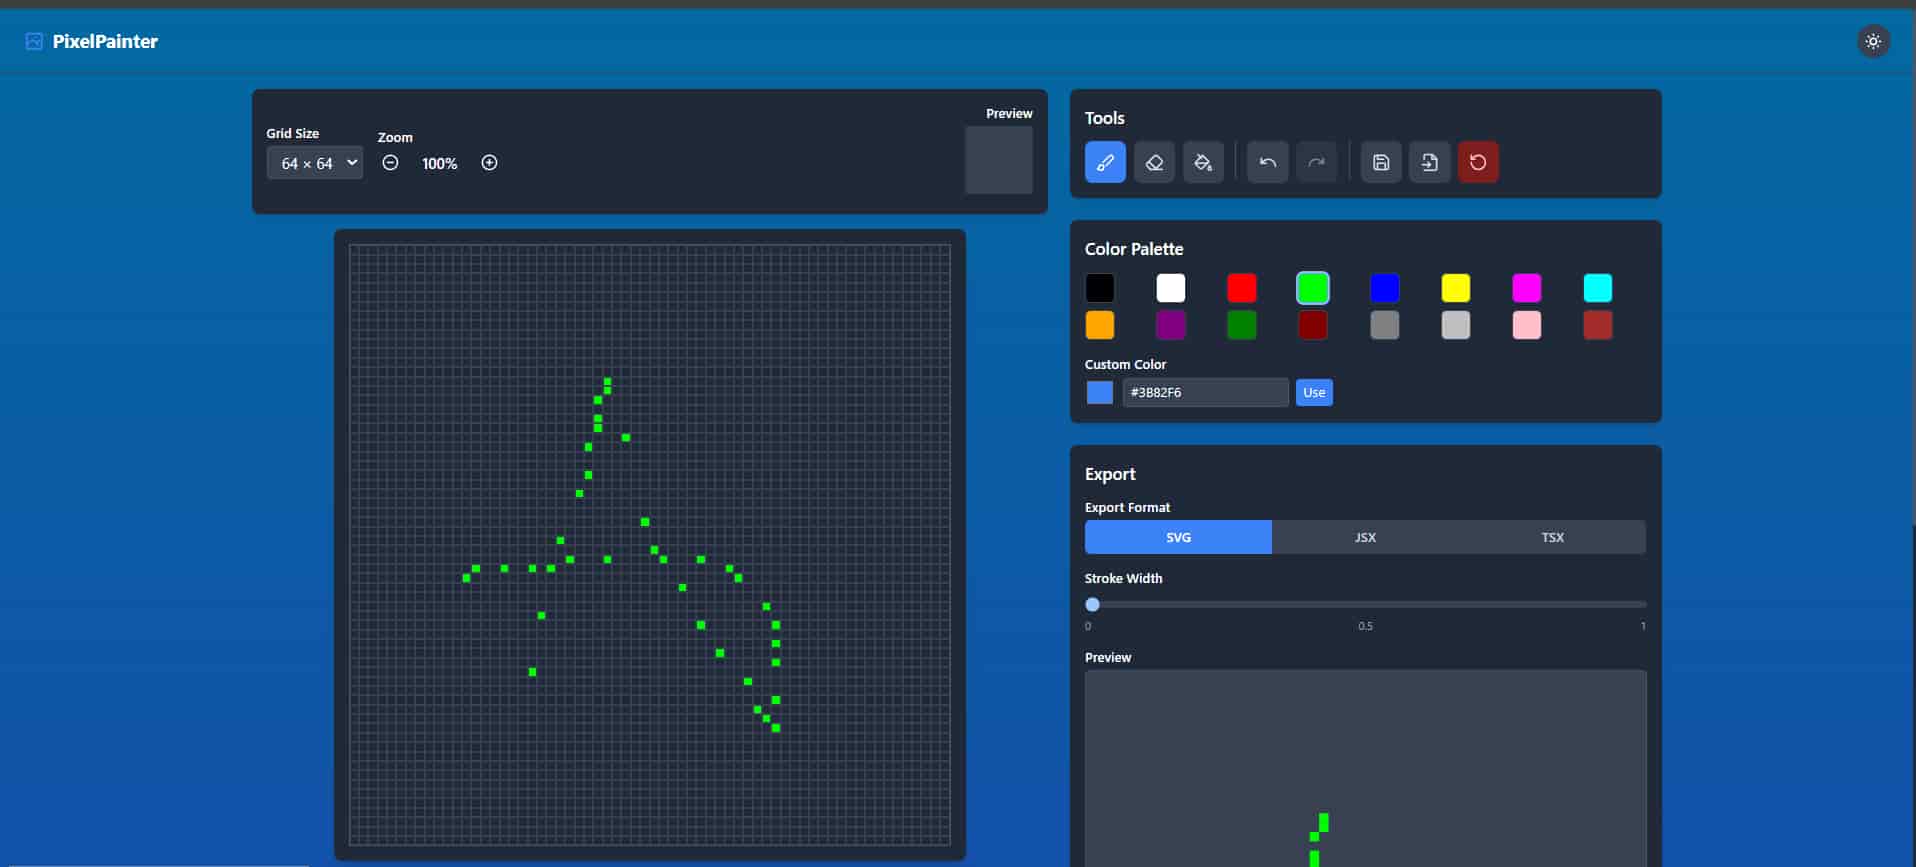 PixelPainter
Grid Size
64 × 64
Zoom
100%
Preview
Tools
Color Palette
Custom Color
#3B82F6
Use
Export
Export Format
SVG
JSX
TSX
Stroke Width
0
0.5
1
Preview